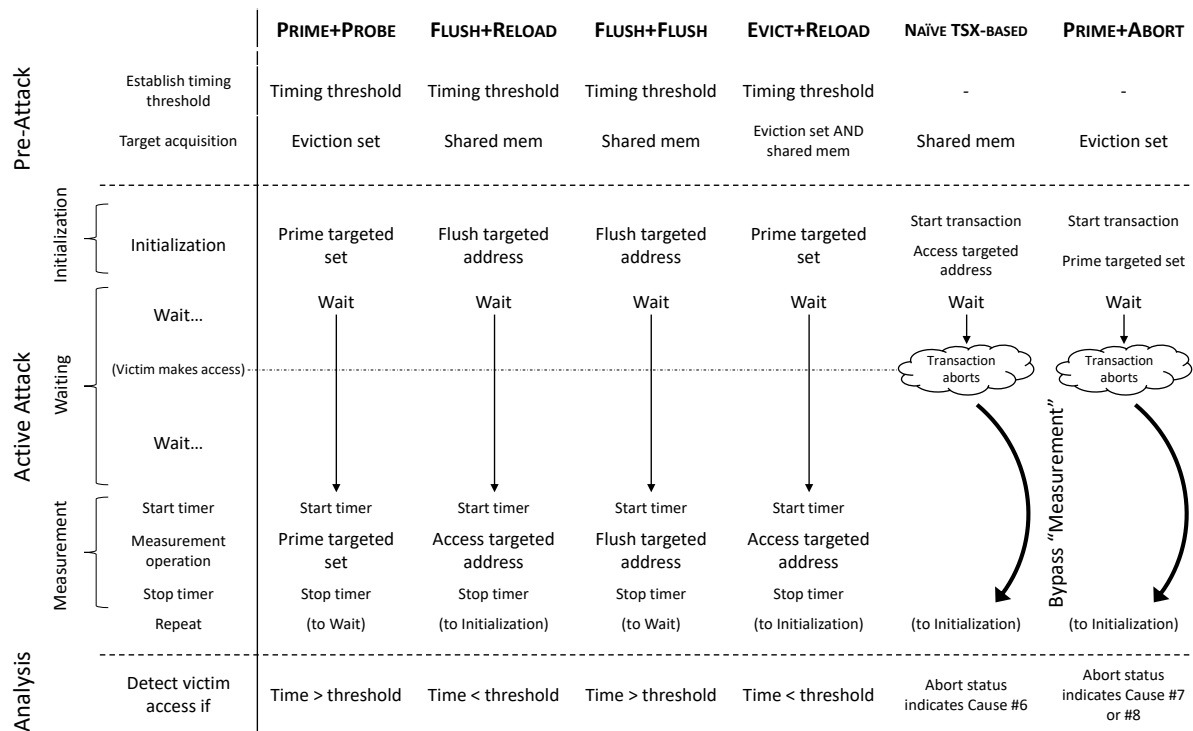 PRIME+PROBE FLUSH+RELOAD FLUSH+FLUSH EVICT+RELOAD NAÏVE TSX-BASED PRIME+ABORT
Pre-Attack
Establish timing
threshold
Timing threshold Timing threshold Timing threshold Timing threshold - -
Target acquisition
Eviction set Shared mem Shared mem
Eviction set AND
shared mem
Shared mem Eviction set
Active Attack
Initialization
Initialization
Prime targeted
set
Flush targeted
address
Flush targeted
address
Prime targeted
set
Start transaction
Access targeted
address
Start transaction
Prime targeted set
Waiting
Wait...
Wait Wait Wait Wait Wait Wait
(Victim makes access)
Transaction
aborts
Transaction
aborts
Wait...
Bypass “Measurement”
Measurement
Start timer Start timer Start timer Start timer Start timer
Measurement
operation
Prime targeted
set
Access targeted
address
Flush targeted
address
Access targeted
address
Stop timer Stop timer Stop timer Stop timer Stop timer
Repeat (to Wait) (to Initialization) (to Wait) (to Initialization) (to Initialization) (to Initialization)
Analysis
Detect victim
access if
Time > threshold Time < threshold Time > threshold Time < threshold
Abort status
indicates Cause #6
Abort status
indicates Cause #7
or #8